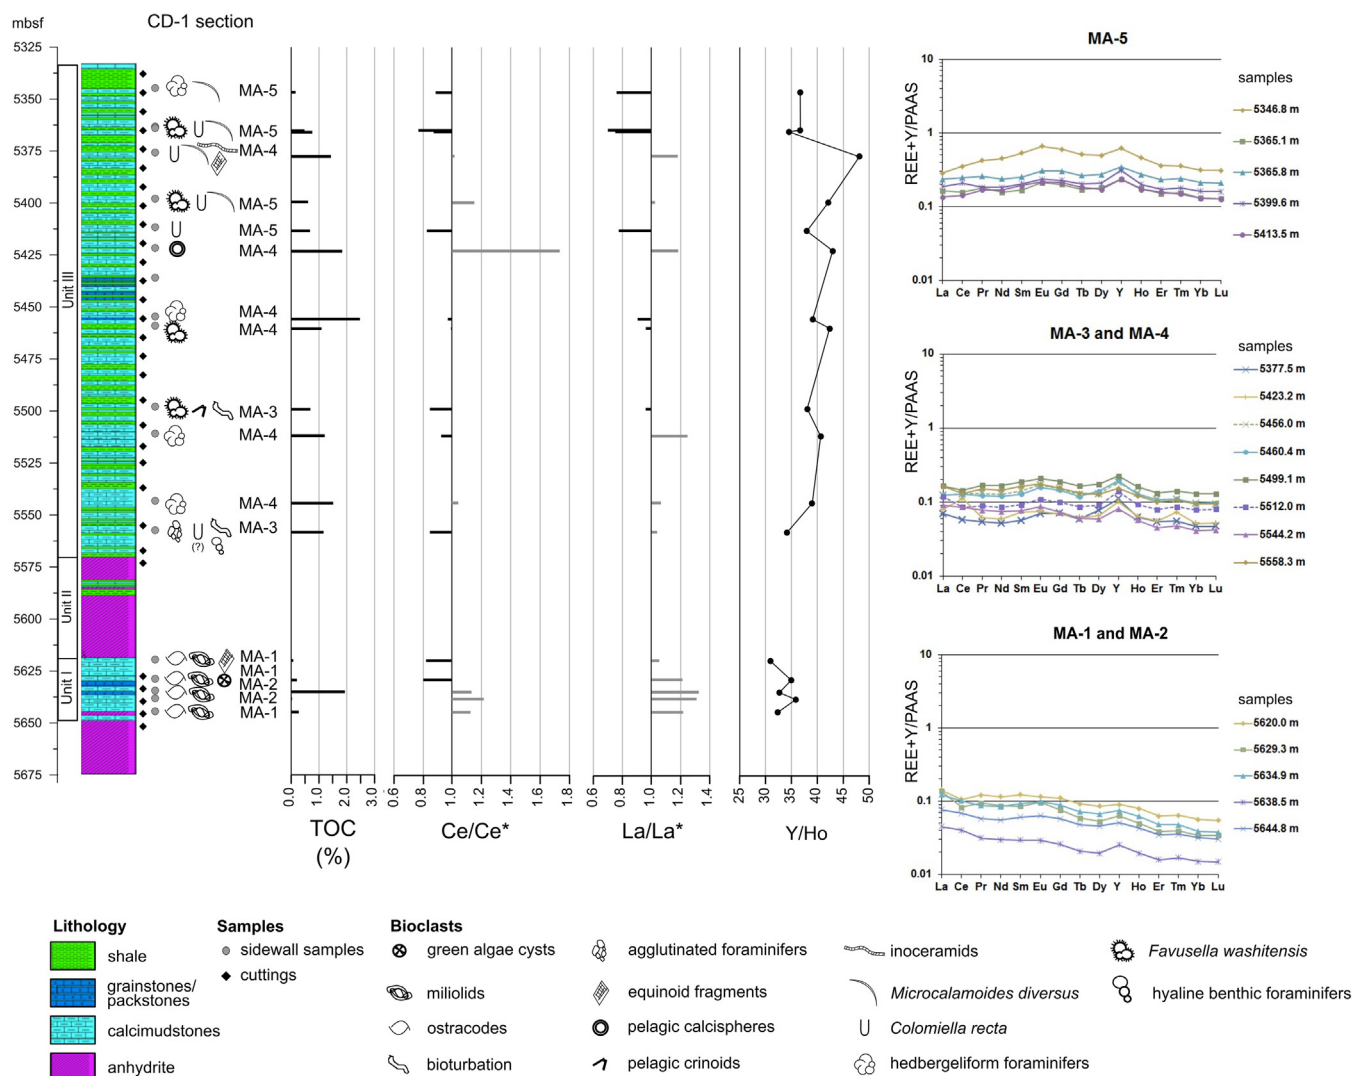 mbsf
CD-1 section
5325
5350
5375
5400
5425
5450
5475
5500
5525
5550
5575
5600
5625
5650
5675
Unit III
Unit II
Unit I
(?)
MA-5
MA-5
MA-4
MA-5
MA-5
MA-4
MA-4
MA-4
MA-3
MA-4
MA-4
MA-3
MA-1
MA-1
MA-2
MA-2
MA-1
0.0
1.0
2.0
3.0
TOC
(%)
0.6
0.8
1.0
1.2
1.4
1.6
1.8
Ce/Ce*
0.6
0.8
1.0
1.2
1.4
La/La*
25
30
35
40
45
50
Y/Ho
MA-5
REE+Y/PAAS
10
1
0.1
0.01
La Ce Pr Nd Sm Eu Gd Tb Dy Y Ho Er Tm Yb Lu
samples
5346.8 m
5365.1 m
5365.8 m
5399.6 m
5413.5 m
MA-3 and MA-4
REE+Y/PAAS
10
1
0.1
0.01
La Ce Pr Nd Sm Eu Gd Tb Dy Y Ho Er Tm Yb Lu
samples
5377.5 m
5423.2 m
5456.0 m
5460.4 m
5499.1 m
5512.0 m
5544.2 m
5558.3 m
MA-1 and MA-2
REE+Y/PAAS
10
1
0.1
0.01
La Ce Pr Nd Sm Eu Gd Tb Dy Y Ho Er Tm Yb Lu
samples
5620.0 m
5629.3 m
5634.9 m
5638.5 m
5644.8 m
Lithology
shale
grainstones/
packstones
calcimudstones
anhydrite
Samples
sidewall samples
cuttings
Bioclasts
green algae cysts
miliolids
ostracodes
bioturbation
agglutinated foraminifers
equinoid fragments
pelagic calcispheres
pelagic crinoids
inoceramids
Microcalamoides diversus
Colomiella recta
hedbergeliform foraminifers
Favusella washitensis
hyaline benthic foraminifers